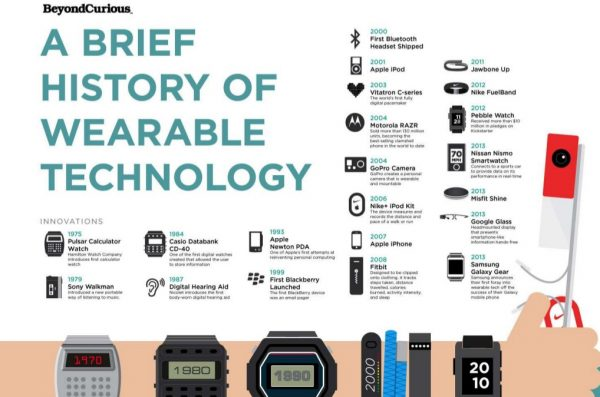 BeyondCurious
A BRIEF
HISTORY OF
WEARABLE
TECHNOLOGY
INNOVATIONS
1975
Pulsar Calculator
Watch
Hamilton Watch Company
introduces first calculator
watch
1979
Sony Walkman
Introduced a new portable
way of listening to music
1984
Casio Databank
CD-40
One of the first digital watches
created that allowed the user
to store information
1987
Digital Hearing Aid
Nicolet introduces the first
body-worn digital hearing aid
1993
Apple
Newton PDA
One of Apple's first attempts at
reinventing personal computing
1999
First Blackberry
Launched
The first BlackBerry device
was an email pager
2000
First Bluetooth
Headset Shipped
2001
Apple iPod
2003
Vitatron C-series
The world's first fully
digital pacemaker
2004
Motorola RAZR
Sold more than 130 million
units, becoming the
best-selling clamshell
phone in the world to date
2004
GoPro Camera
GoPro creates a personal
camera that is wearable
and mountable
2006
Nike+ iPod Kit
The device measures and
records the distance and
pace of a walk or run
2007
Apple iPhone
2008
Fitbit
Designed to be clipped
onto clothing, it tracks
steps taken, distance
travelled, calories
burned, activity intensity
and sleep
2011
Jawbone Up
2012
Nike FuelBand
2012
Pebble Watch
Received more than $10
million in pledges on
Kickstarter
2013
Nissan Nismo
Smartwatch
Connects to a sports car to
provide data on its
performance in real-time
70
MPH
2013
Misfit Shine
2013
Google Glass
Headmounted display
that presents
smartphone-like
information hands free
2013
Samsung
Galaxy Gear
Samsung announces
their first foray into
wearable tech off the
success of their Galaxy
mobile phone
1970
1980
1990
2000
20
10